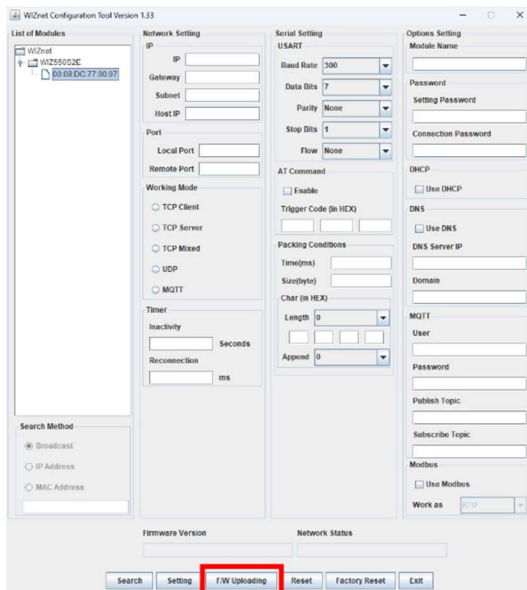 WIZnet Configuration Tool Version 1.33
List of Modules
WIZnet
WIZ550S2E
00:08:DC:77:00:07
Search Method
Broadcast
IP Address
MAC Address
Network Setting
IP
IP
Gateway
Subnet
Host IP
Port
Local Port
Remote Port
Working Mode
TCP Client
TCP Server
TCP Mixed
UDP
MQTT
Timer
Inactivity
Seconds
Reconnection
ms
Serial Setting
USART
Baud Rate 300
Data Bits 7
Parity None
Stop Bits 1
Flow None
AT Command
Enable
Trigger Code (in HEX)
Packing Conditions
Time(ms)
Size(byte)
Char (in HEX)
Length 0
Append 0
Options Setting
Module Name
Password
Setting Password
Connection Password
DHCP
Use DHCP
DNS
Use DNS
DNS Server IP
Domain
MQTT
User
Password
Publish Topic
Subscribe Topic
Modbus
Use Modbus
Work as RTU
Firmware Version
Network Status
Search Setting F/W Uploading Reset Factory Reset Exit